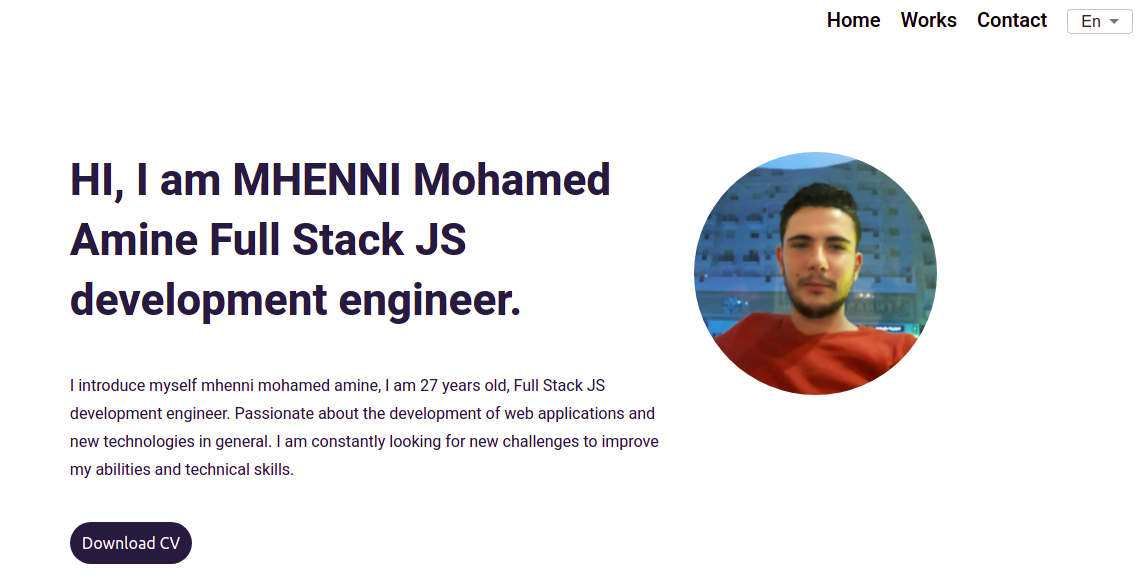 Home Works Contact En
HI, I am MHENNI Mohamed
Amine Full Stack JS
development engineer.
I introduce myself mhenni mohamed amine, I am 27 years old, Full Stack JS
development engineer. Passionate about the development of web applications and
new technologies in general. I am constantly looking for new challenges to improve
my abilities and technical skills.
Download CV